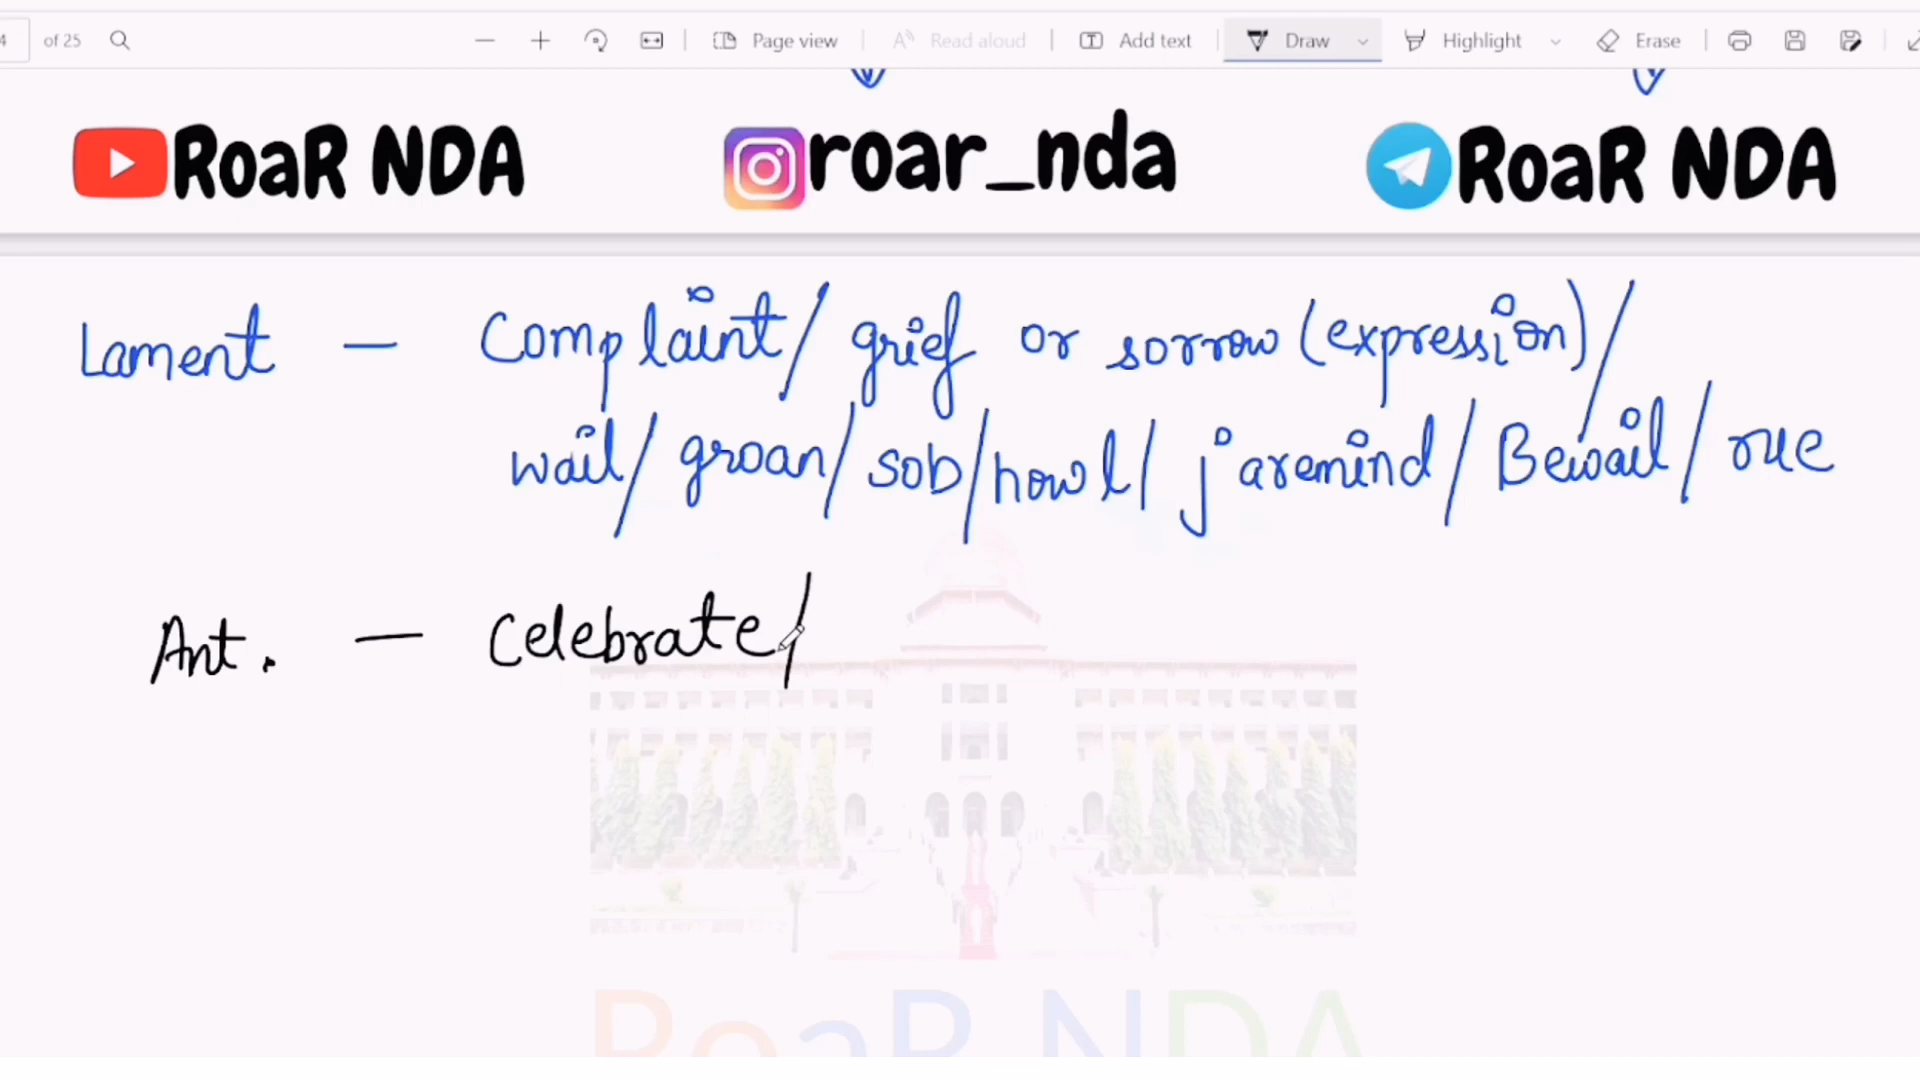 4 of 25 Page view Read aloud Add text Draw Highlight Erase
RoaR NDA roar_nda RoaR NDA
Lament — Complaint/ grief or sorrow (expression)/
wail/ groan/ sob/ howl/ jaremind/ Bewail/ rue
Ant. — Celebrate/
RoaR NDA